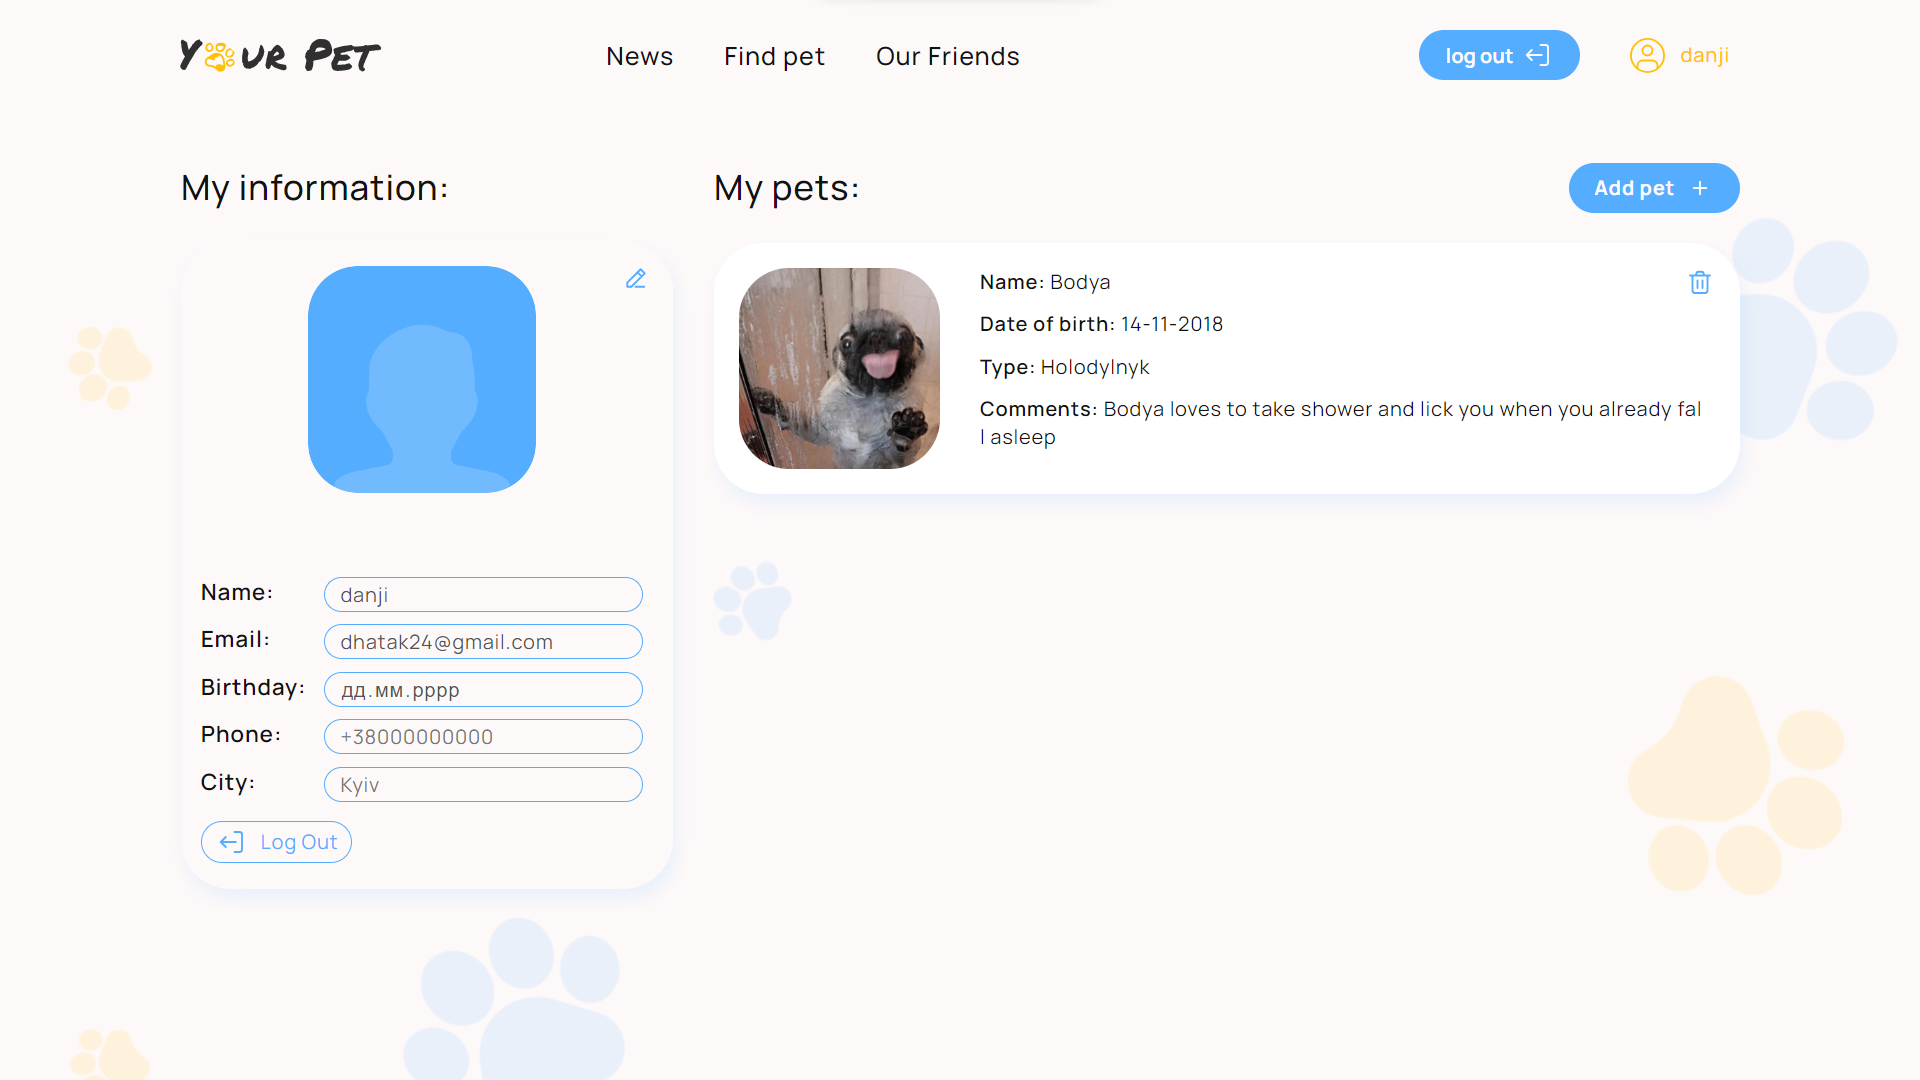 Your Pet
News
Find pet
Our Friends
log out
danji
My information:
My pets:
Add pet +
Name: Bodya
Date of birth: 14-11-2018
Type: Holodylnyk
Comments: Bodya loves to take shower and lick you when you already fal
l asleep
Name:
danji
Email:
dhatak24@gmail.com
Birthday:
дд.мм.рррр
Phone:
+38000000000
City:
Kyiv
Log Out